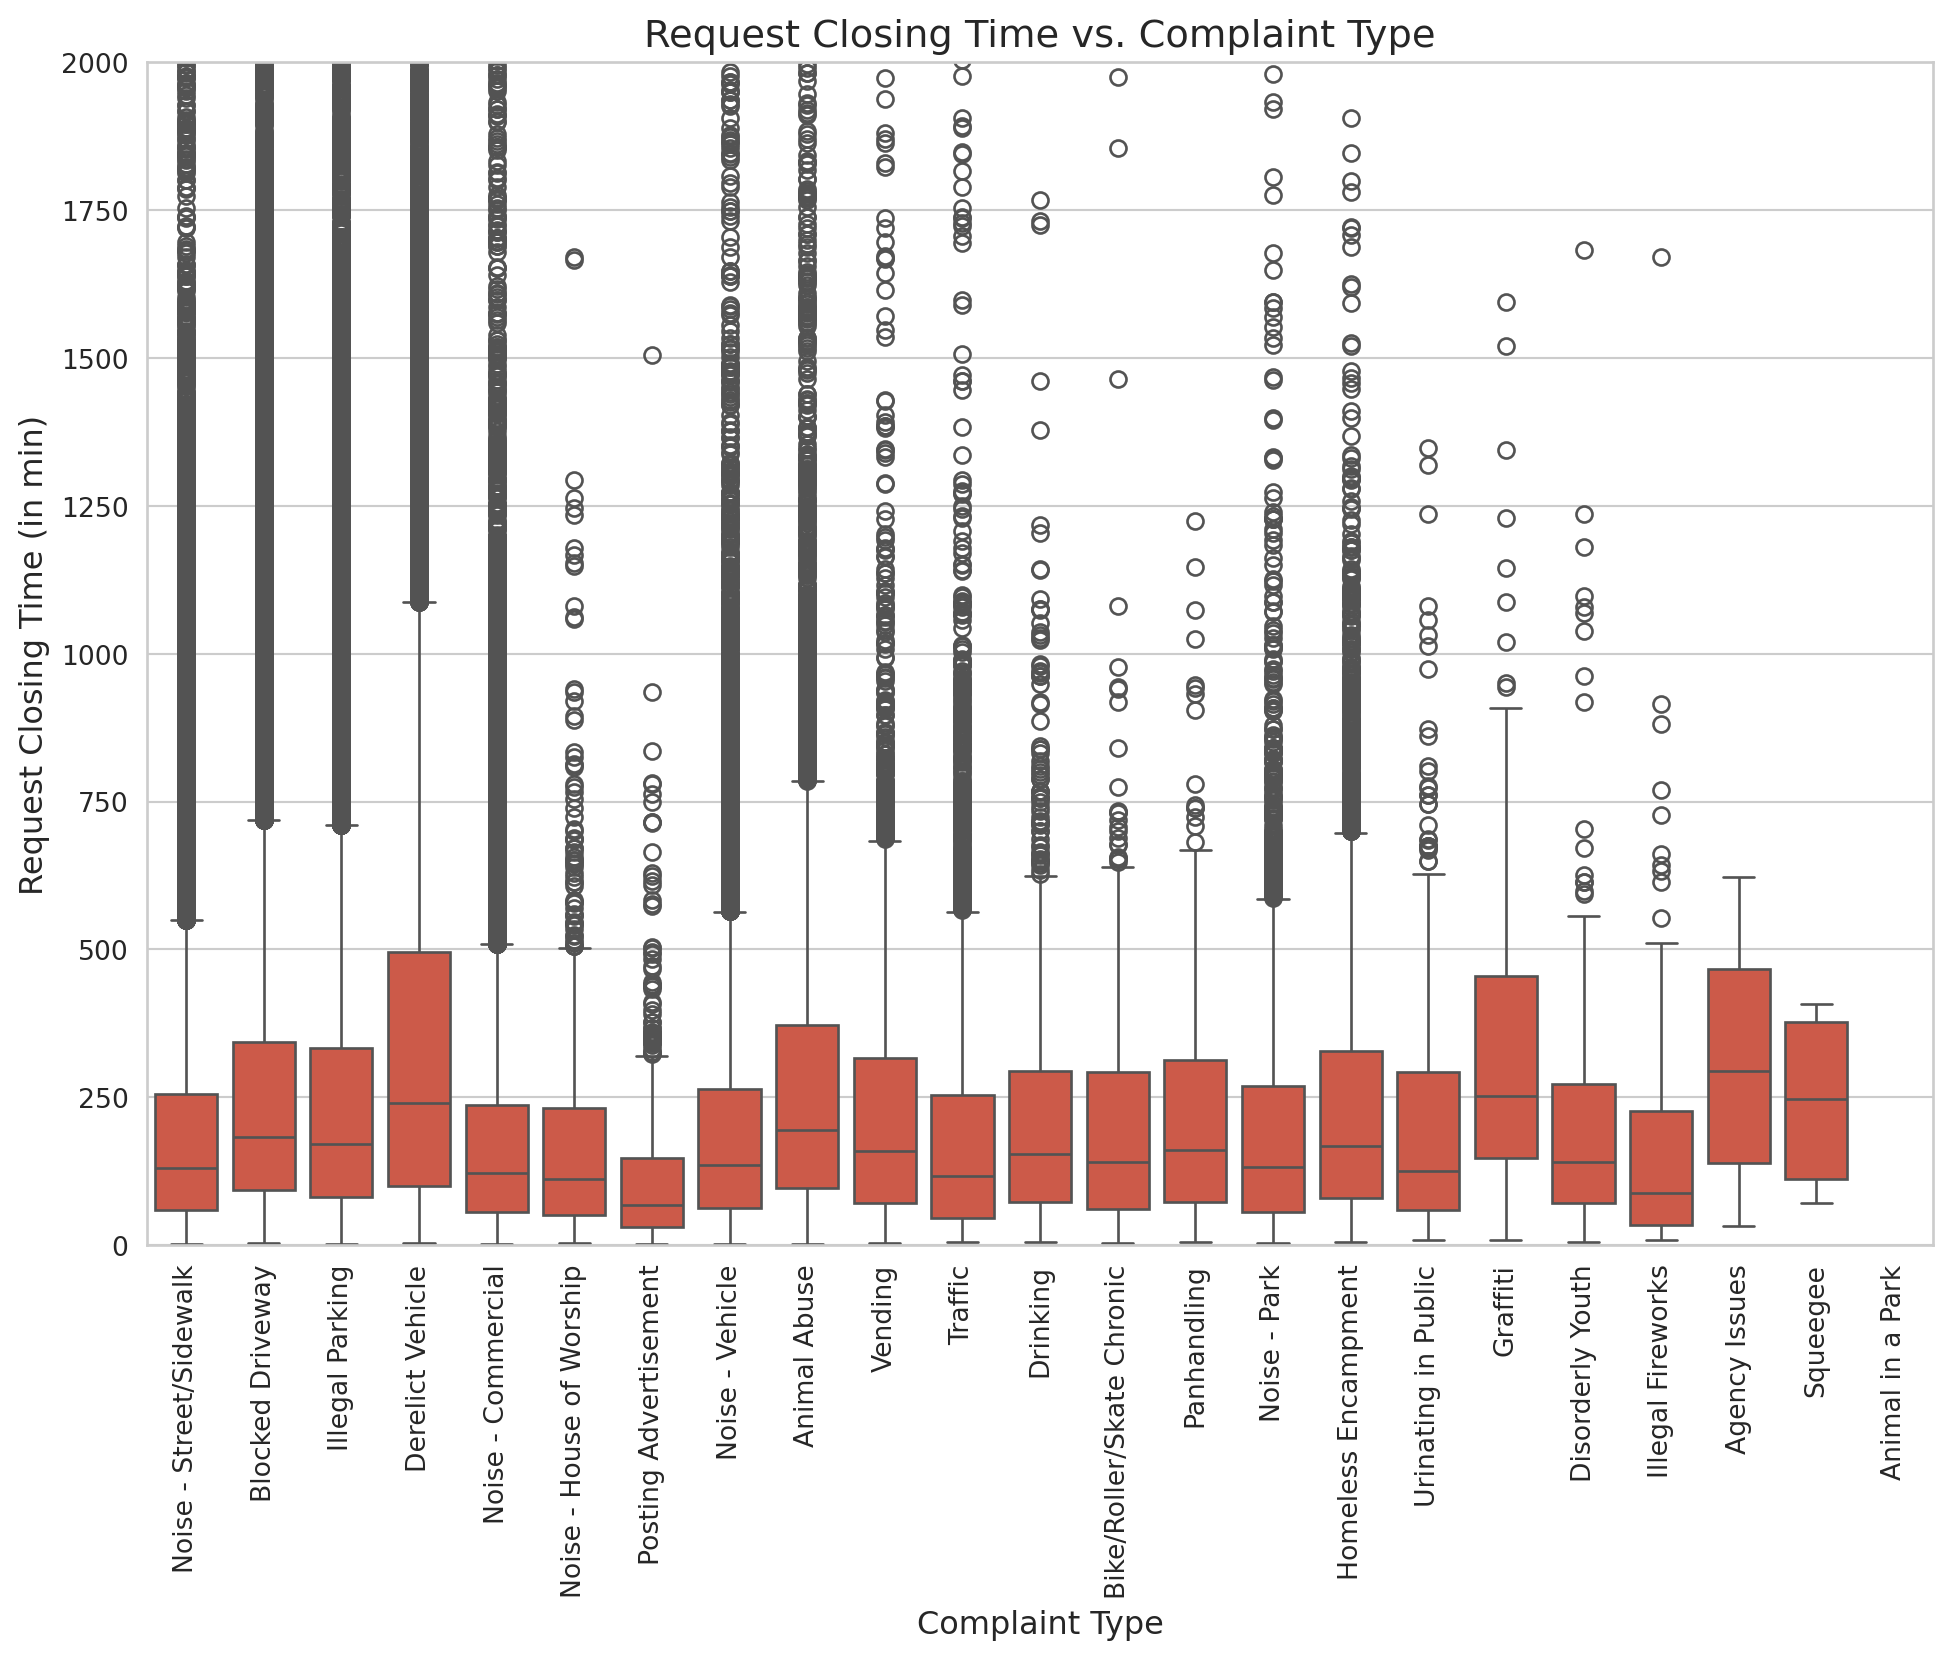 Request Closing Time vs. Complaint Type
Request Closing Time (in min)
2000
1750
1500
1250
1000
750
500
250
0
Noise - Street/Sidewalk
Blocked Driveway
Illegal Parking
Derelict Vehicle
Noise - Commercial
Noise - House of Worship
Posting Advertisement
Noise - Vehicle
Animal Abuse
Vending
Traffic
Drinking
Bike/Roller/Skate Chronic
Panhandling
Noise - Park
Homeless Encampment
Urinating in Public
Graffiti
Disorderly Youth
Illegal Fireworks
Agency Issues
Squeegee
Animal in a Park
Complaint Type